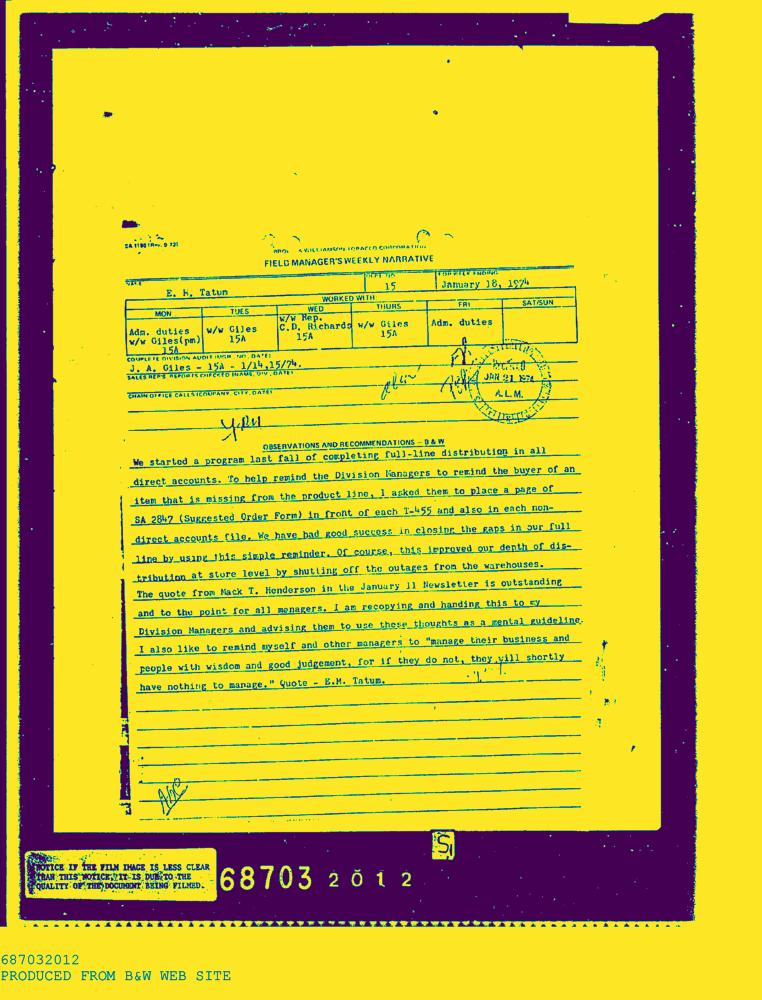 SA 1180 (Rev. 9 72)
WILLIAMSON TOBACCO CORPORATION
FIELD MANAGER'S WEEKLY NARRATIVE
NAME
DEPT NO.
FOR WEEK ENDING
E. H. Tatum
15
January 18, 1974
WORKED WITH
MON
TUES
WED
THURS
FRI
SAT/SUN
Adm. duties
w/w Giles(pm)
15A
w/w Giles
15A
w/w Rep.
C.D. Richards
15A
w/w Giles
15A
Adm. duties
COMPLETE DIVISION AUDIT (MGR., NO., DATE)
J. A. Giles - 15A - 1/14,15/74.
SALES REP'S REPORTS CHECKED (NAME, DIV., DATE)
CHAIN OFFICE CALLS (COMPANY, CITY, DATE)
JAN 21 1974
A.L.M.
OBSERVATIONS AND RECOMMENDATIONS - B & W
We started a program last fall of completing full-line distribution in all
direct accounts. To help remind the Division Managers to remind the buyer of an
item that is missing from the product line, I asked them to place a page of
SA 2847 (Suggested Order Form) in front of each T-455 and also in each non-
direct accounts file. We have had good success in closing the gaps in our full
line by using this simple reminder. Of course, this improved our depth of dis-
tribution at store level by shutting off the outages from the warehouses.
The quote from Mack T. Henderson in the January 11 Newsletter is outstanding
and to the point for all managers. I am recopying and handing this to my
Division Managers and advising them to use these thoughts as a mental guideline.
I also like to remind myself and other managers to "manage their business and
people with wisdom and good judgement, for if they do not, they will shortly
have nothing to manage." Quote - E.H. Tatum.
NOTICE IF THE FILM IMAGE IS LESS CLEAR
THAN THIS NOTICE, IT IS DUE TO THE
QUALITY OF THE DOCUMENT BEING FILMED.
68703 2012
687032012
PRODUCED FROM B&W WEB SITE